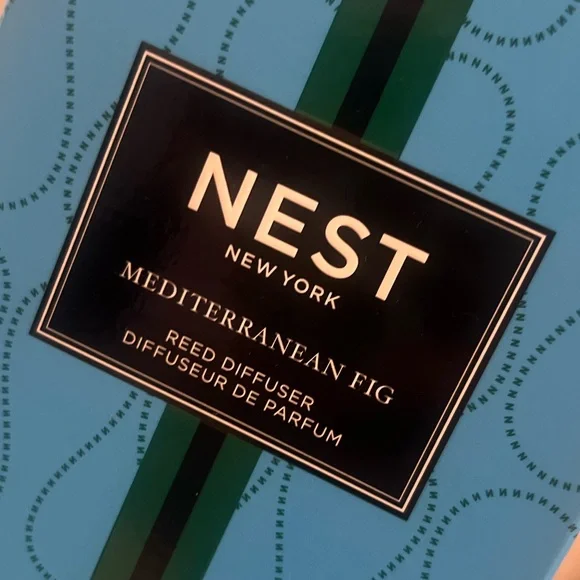 NEST
NEW YORK
MEDITERRANEAN FIG
REED DIFFUSER
DIFFUSEUR DE PARFUM